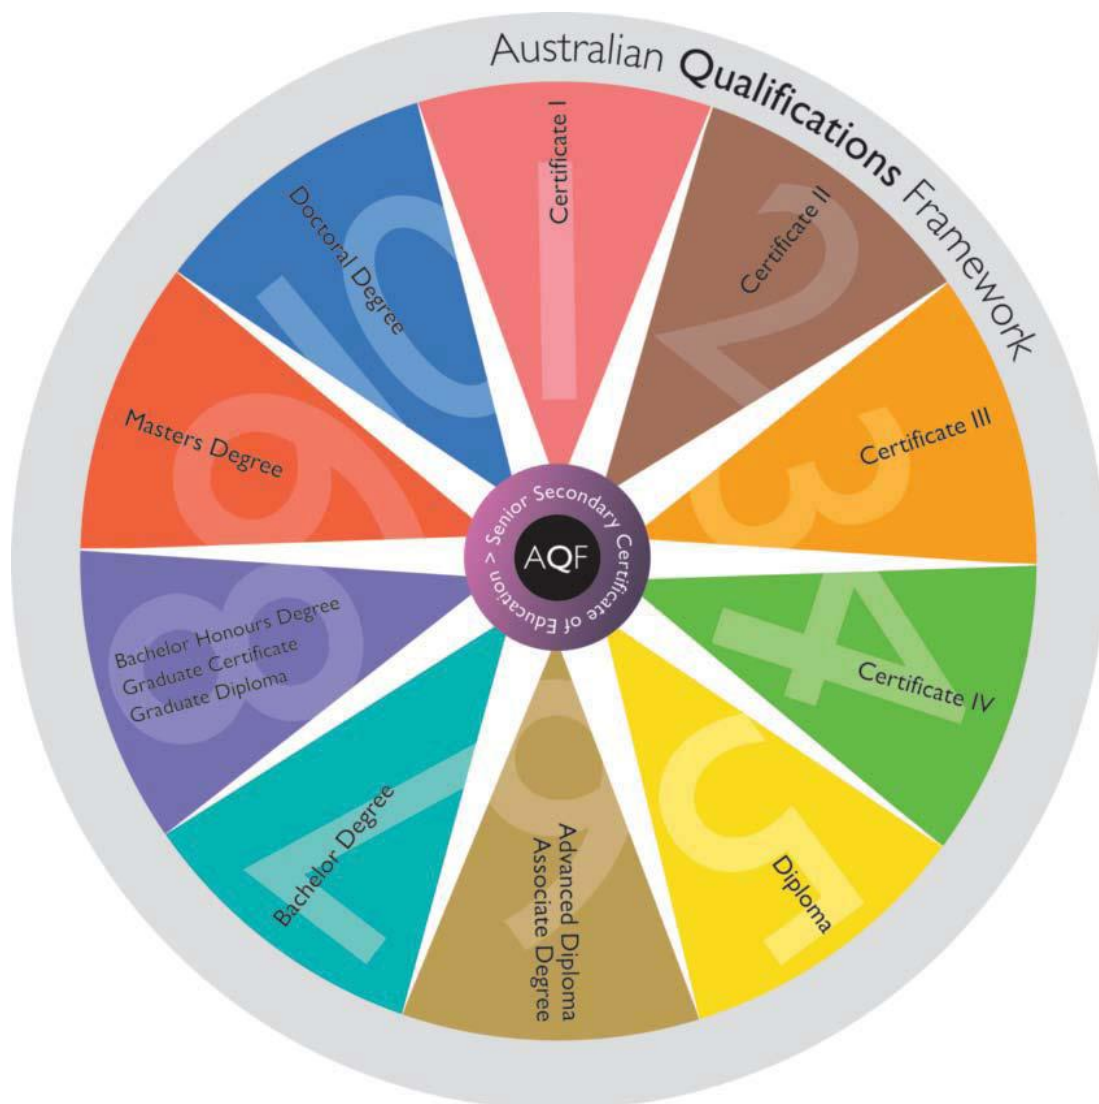 Australian Qualifications Framework
1
Certificate I
2
Certificate II
3
Certificate III
4
Certificate IV
5
Diploma
6
Advanced Diploma
Associate Degree
7
Bachelor Degree
8
Bachelor Honours Degree
Graduate Certificate
Graduate Diploma
9
Masters Degree
10
Doctoral Degree
Senior Secondary Certificate of Education >
AQF